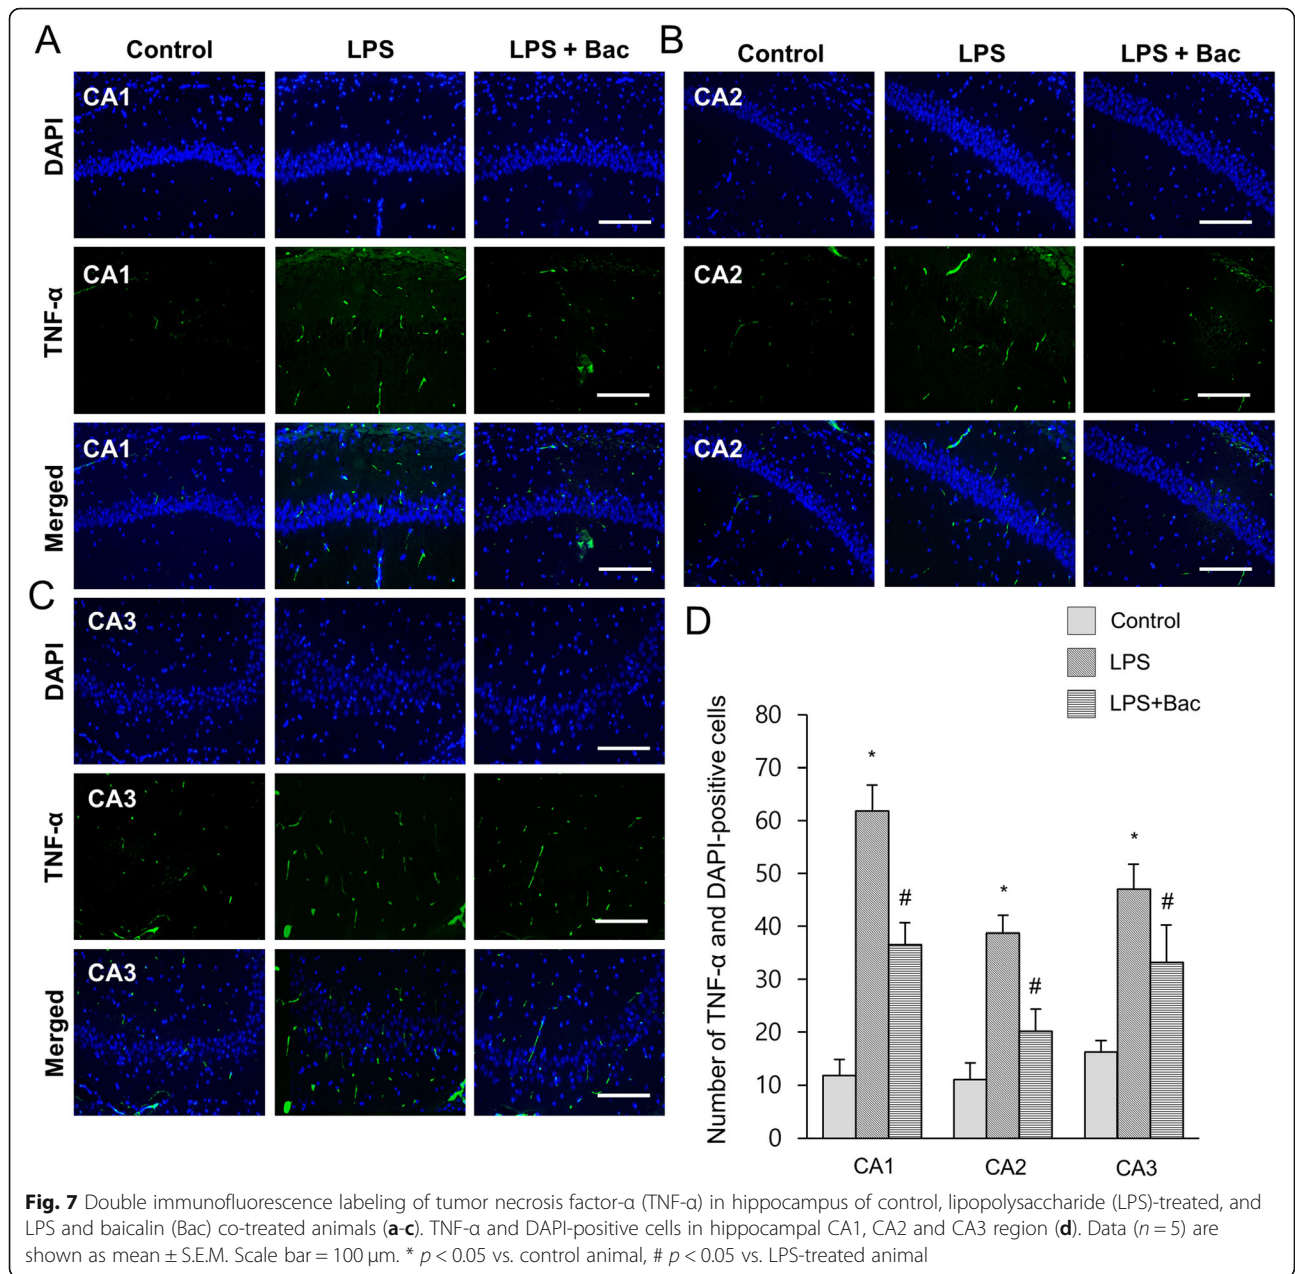 A
Control LPS LPS + Bac
DAPI
CA1
TNF-α
CA1
Merged
CA1
B
Control LPS LPS + Bac
CA2
CA2
CA2
C
DAPI
CA3
TNF-α
CA3
Merged
CA3
D
Control
LPS
LPS+Bac
Number of TNF-α and DAPI-positive cells
80
70
60
50
40
30
20
10
0
* #
* #
* #
CA1 CA2 CA3
Fig. 7 Double immunofluorescence labeling of tumor necrosis factor-α (TNF-α) in hippocampus of control, lipopolysaccharide (LPS)-treated, and
LPS and baicalin (Bac) co-treated animals (a-c). TNF-α and DAPI-positive cells in hippocampal CA1, CA2 and CA3 region (d). Data (n = 5) are
shown as mean ± S.E.M. Scale bar = 100 μm. * p < 0.05 vs. control animal, # p < 0.05 vs. LPS-treated animal